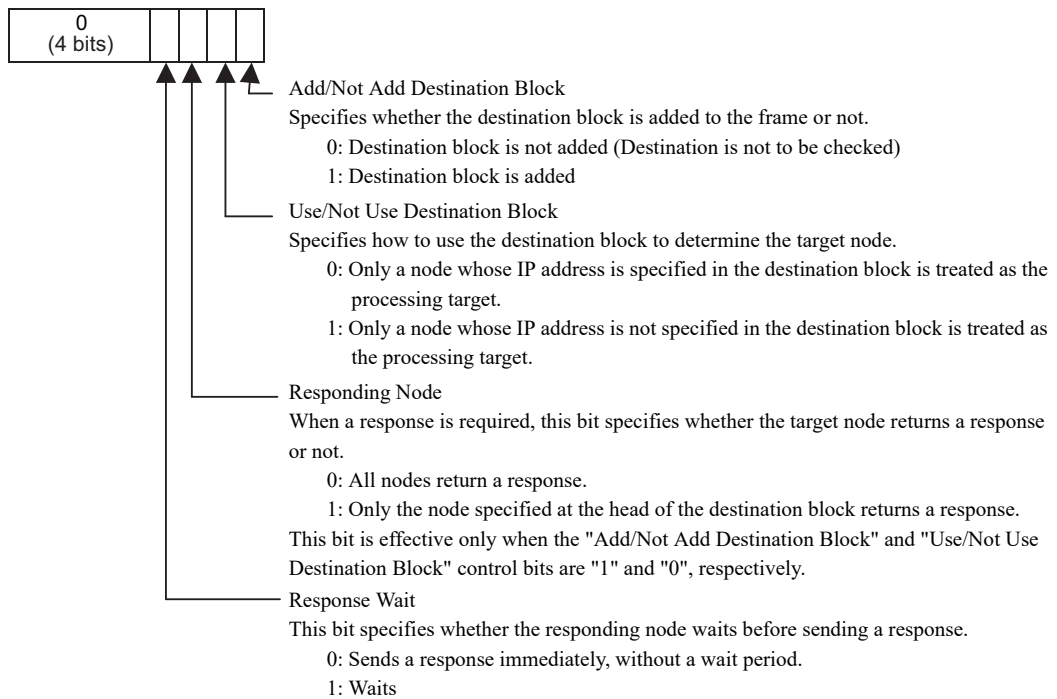 0
(4 bits)
Add/Not Add Destination Block
Specifies whether the destination block is added to the frame or not.
0: Destination block is not added (Destination is not to be checked)
1: Destination block is added
Use/Not Use Destination Block
Specifies how to use the destination block to determine the target node.
0: Only a node whose IP address is specified in the destination block is treated as the
processing target.
1: Only a node whose IP address is not specified in the destination block is treated as
the processing target.
Responding Node
When a response is required, this bit specifies whether the target node returns a response
or not.
0: All nodes return a response.
1: Only the node specified at the head of the destination block returns a response.
This bit is effective only when the "Add/Not Add Destination Block" and "Use/Not Use
Destination Block" control bits are "1" and "0", respectively.
Response Wait
This bit specifies whether the responding node waits before sending a response.
0: Sends a response immediately, without a wait period.
1: Waits